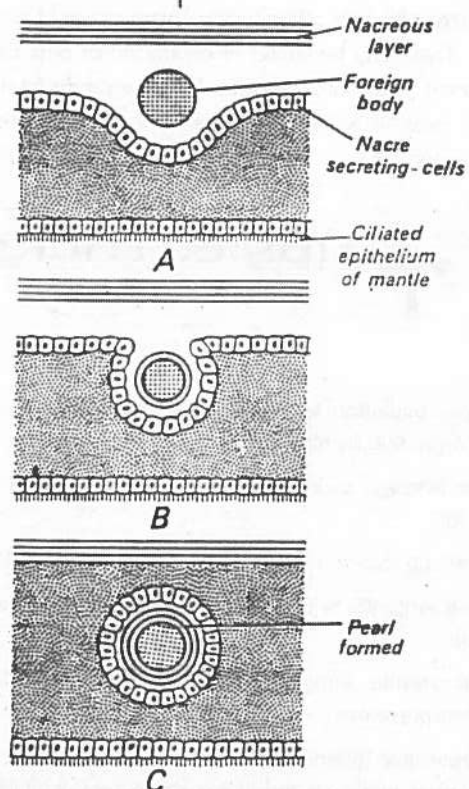 Nacreous
layer
Foreign
body
Nacre
secreting-cells
Ciliated
epithelium
of mantle
A
B
Pearl
formed
C